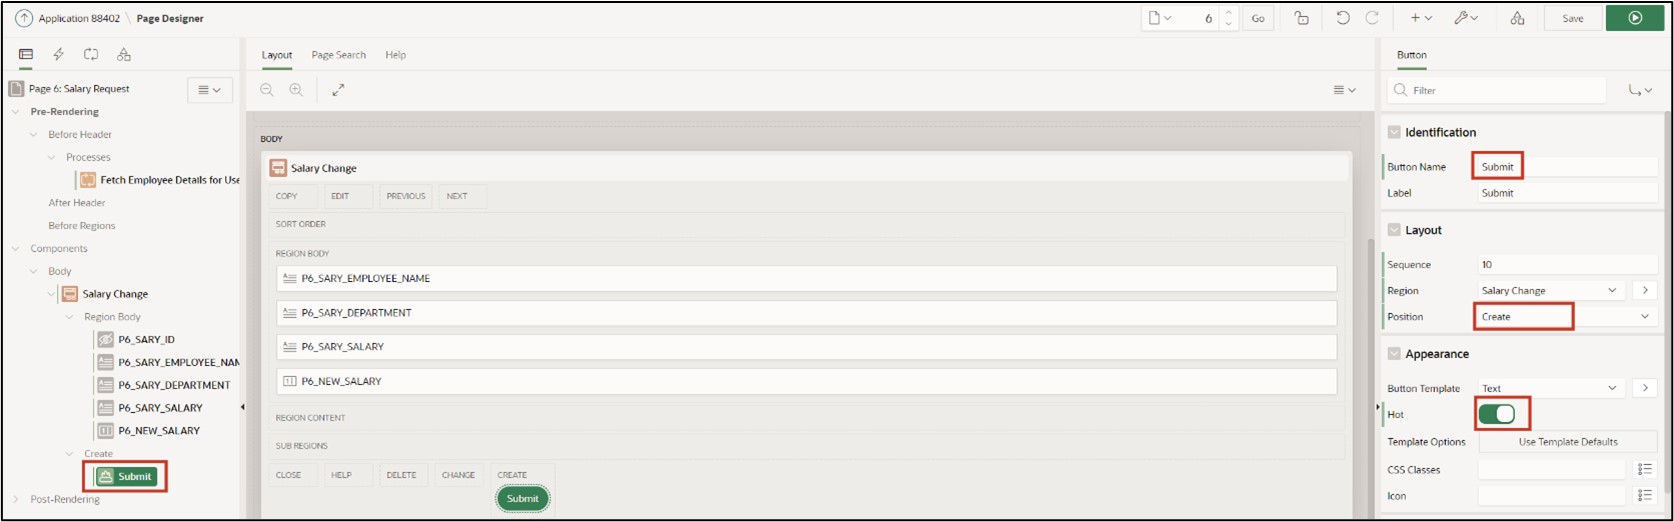 Application 88402 \ Page Designer
6
Go
Save
Layout
Page Search
Help
Button
Page 6: Salary Request
Filter
Pre-Rendering
Before Header
Processes
Fetch Employee Details for Use
After Header
Before Regions
Components
Body
Salary Change
Region Body
P6_SARY_ID
P6_SARY_EMPLOYEE_NAM
P6_SARY_DEPARTMENT
P6_SARY_SALARY
P6_NEW_SALARY
Create
Submit
Post-Rendering
BODY
Salary Change
COPY
EDIT
PREVIOUS
NEXT
SORT ORDER
REGION BODY
P6_SARY_EMPLOYEE_NAME
P6_SARY_DEPARTMENT
P6_SARY_SALARY
P6_NEW_SALARY
REGION CONTENT
SUB REGIONS
CLOSE
HELP
DELETE
CHANGE
CREATE
Submit
Identification
Button Name Submit
Label Submit
Layout
Sequence 10
Region Salary Change
Position Create
Appearance
Button Template Text
Hot
Template Options Use Template Defaults
CSS Classes
Icon